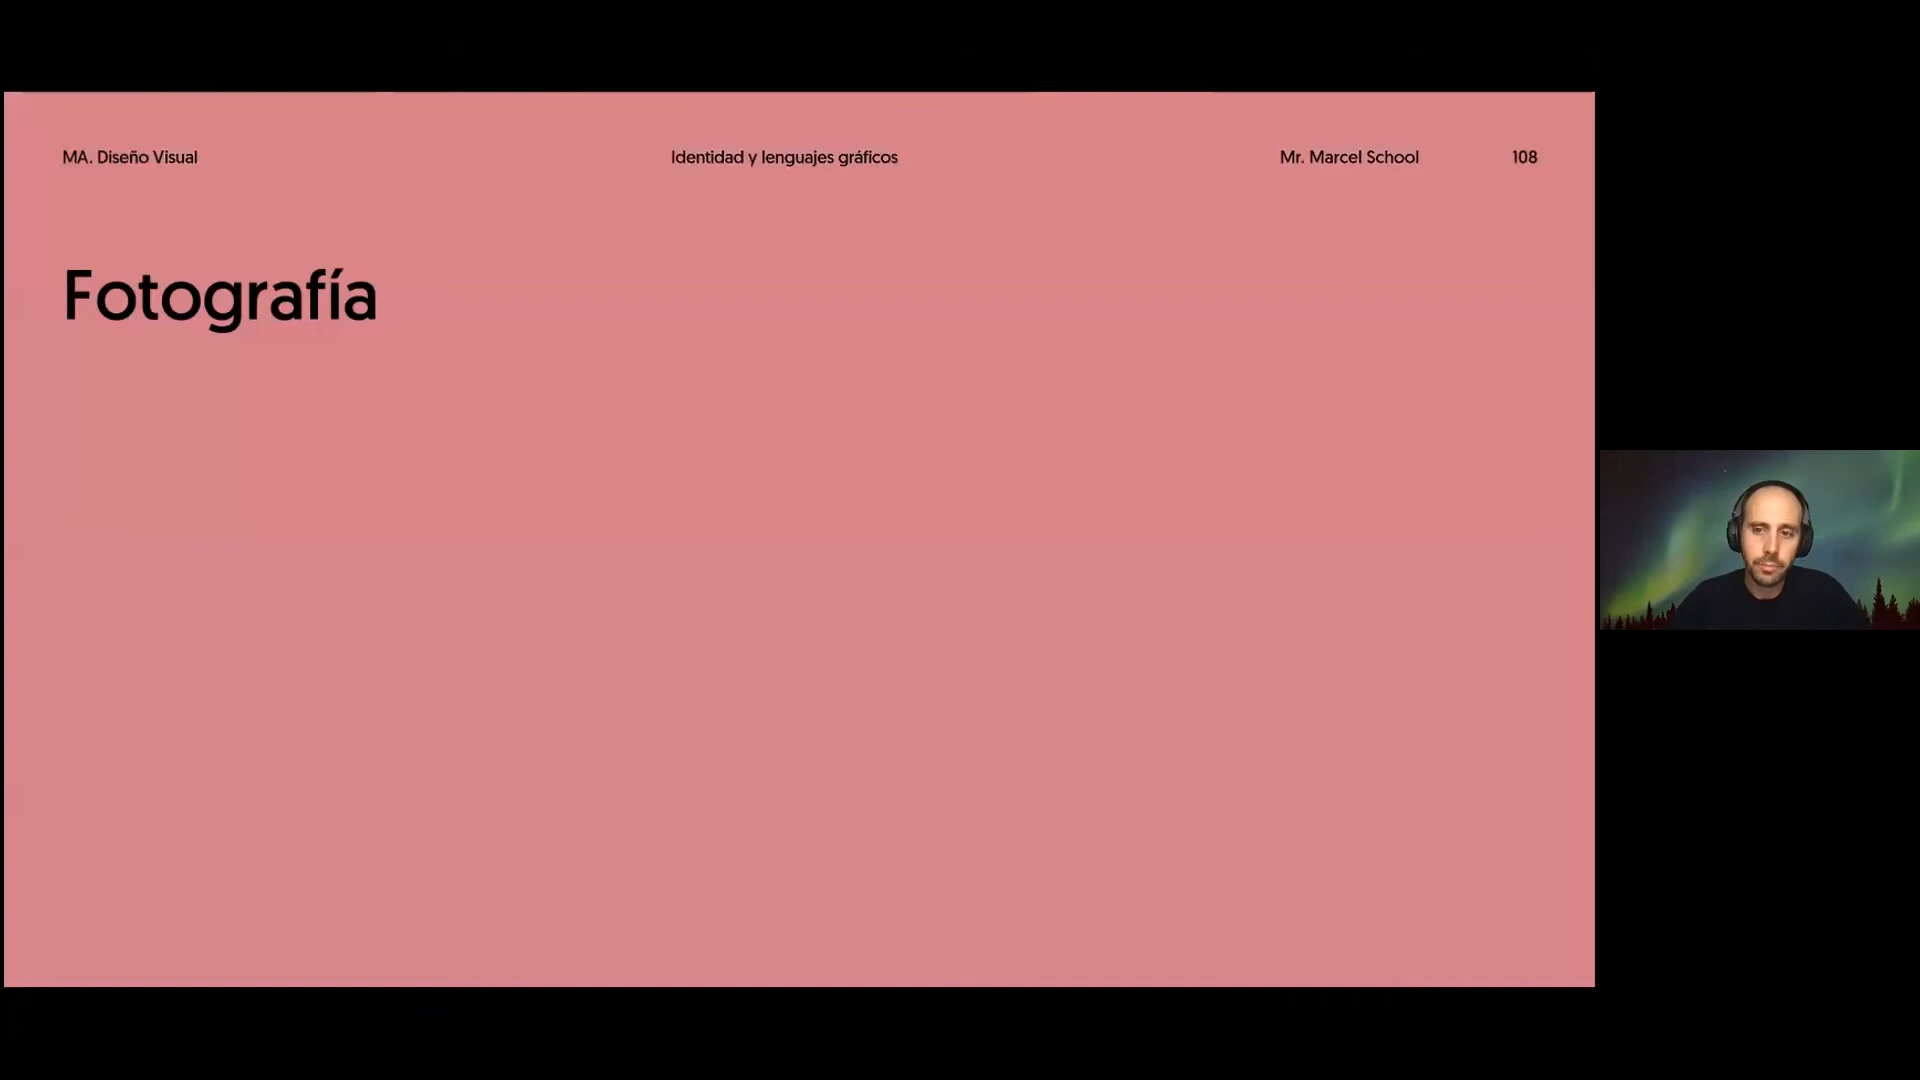 MA. Diseño Visual
Identidad y lenguajes gráficos
Mr. Marcel School
108
Fotografía